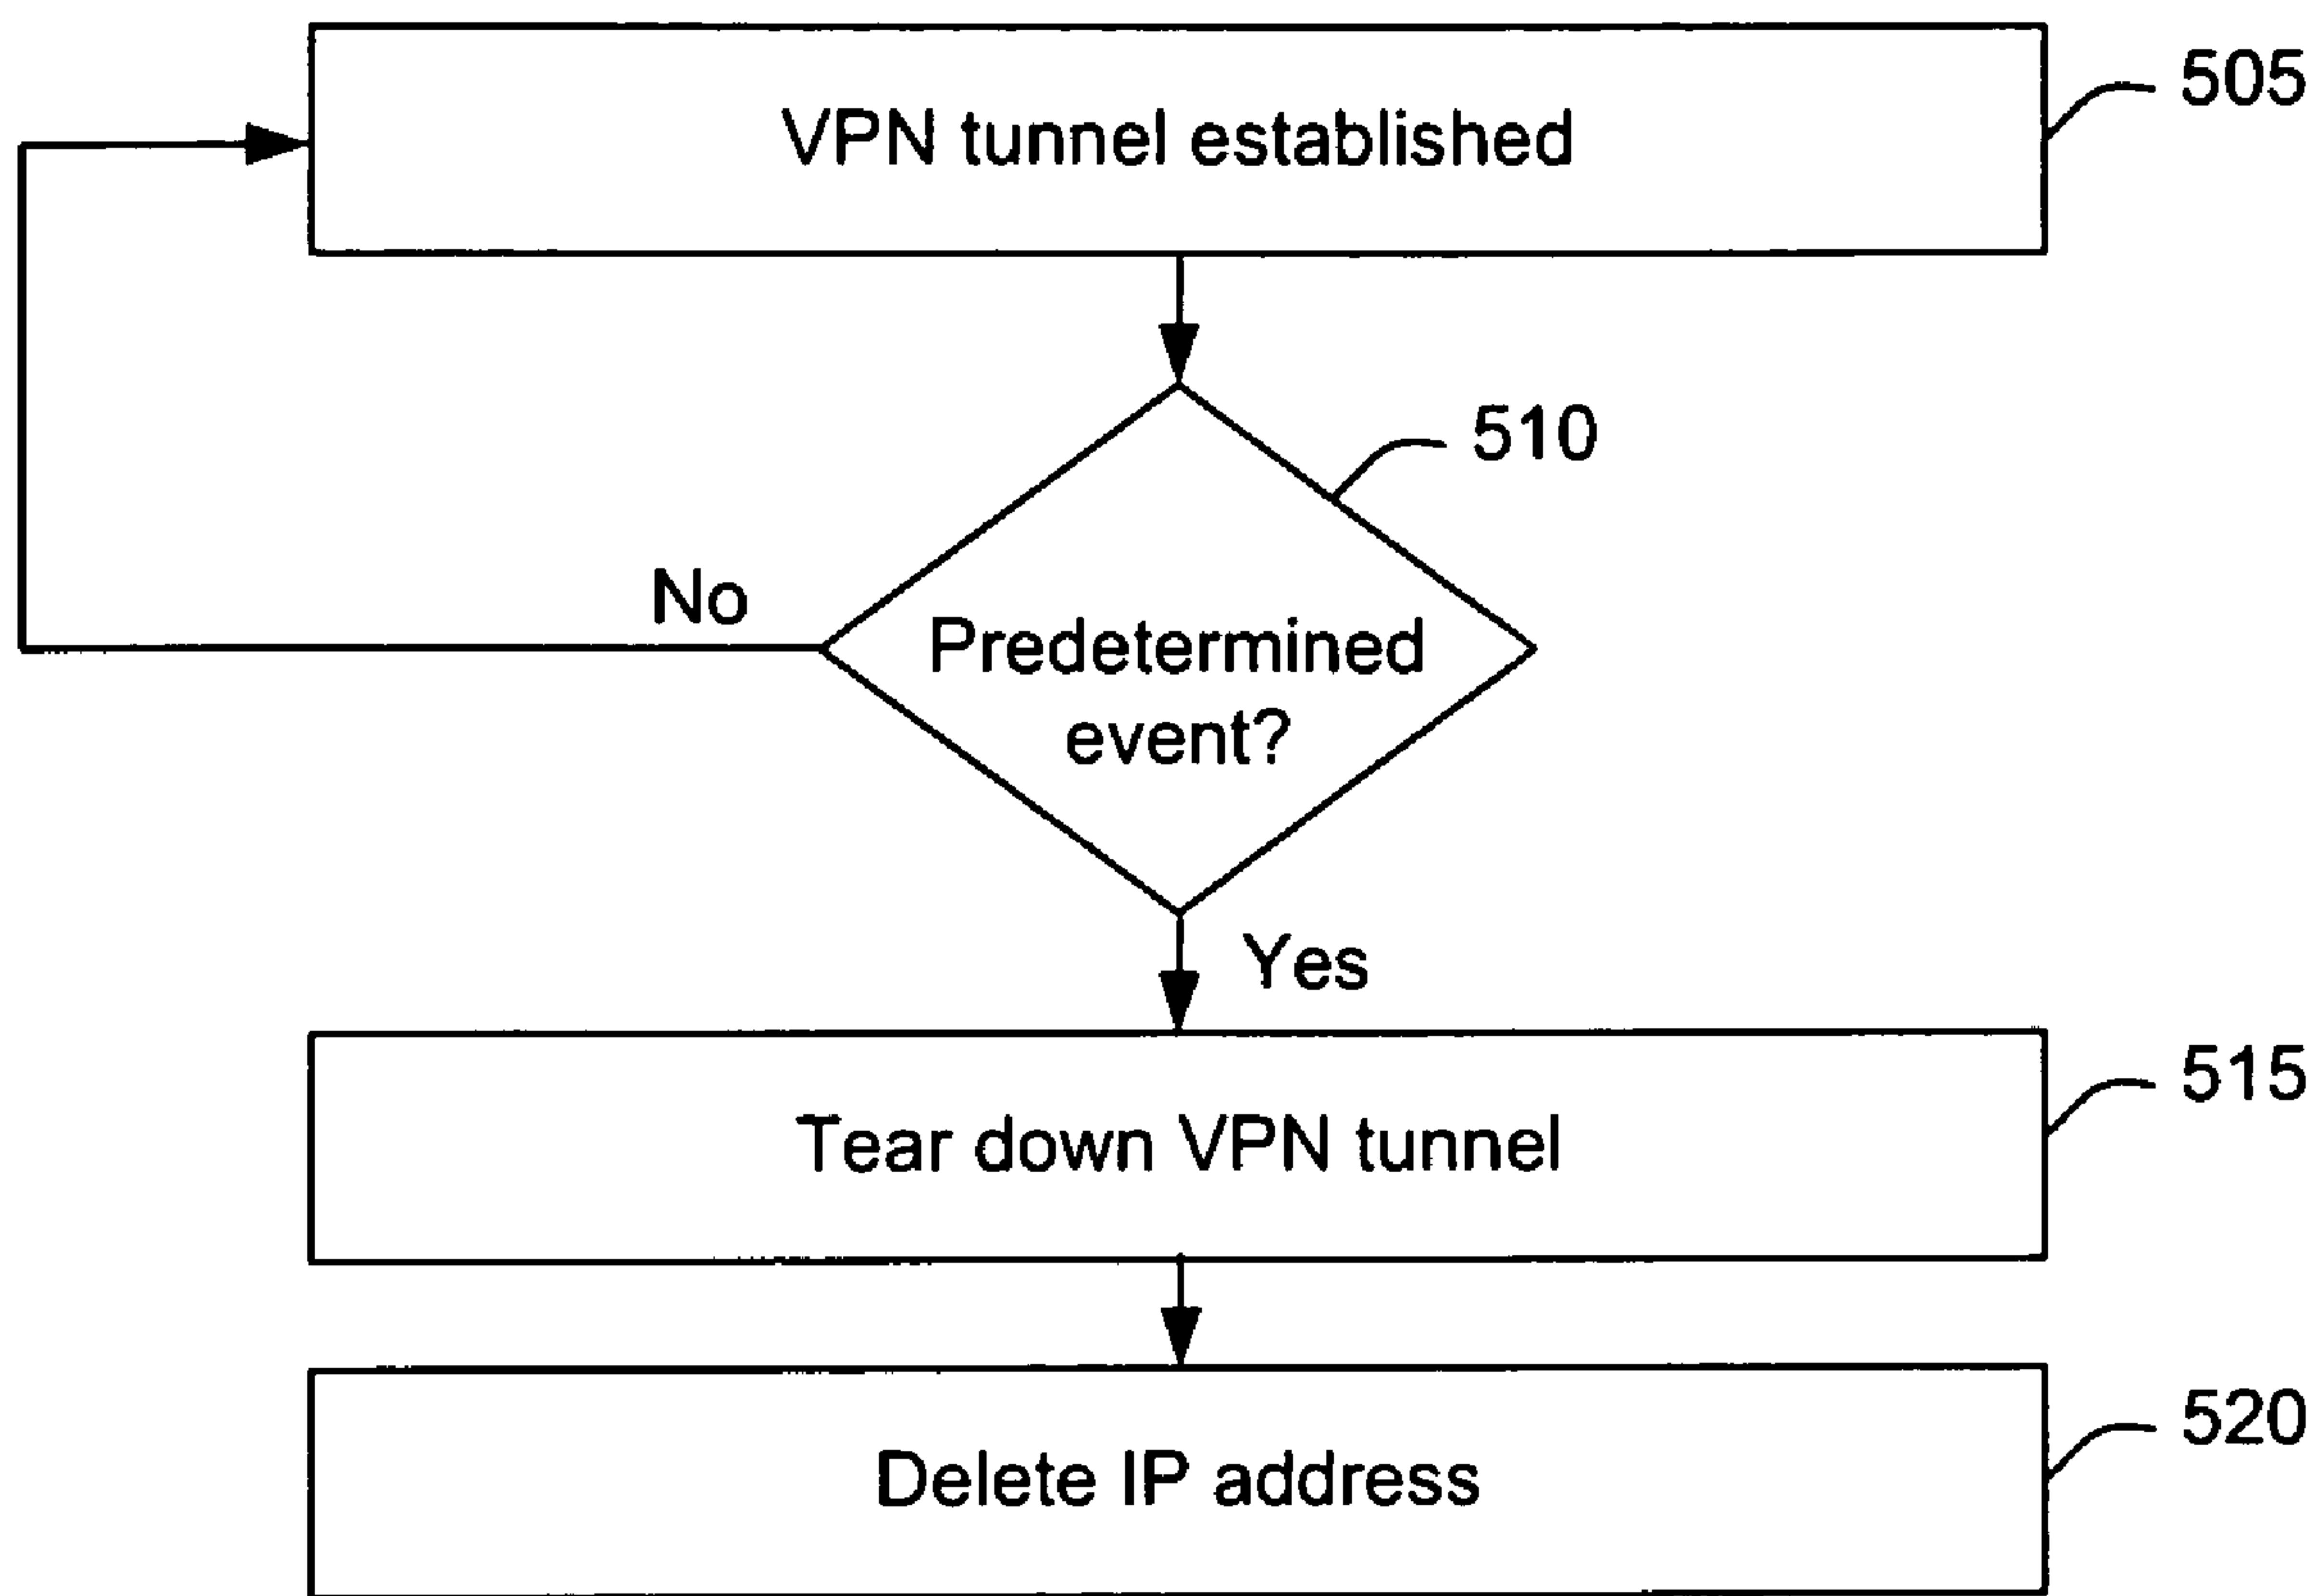 VPN tunnel established
505
510
No
Predetermined
event?
Yes
Tear down VPN tunnel
515
Delete IP address
520